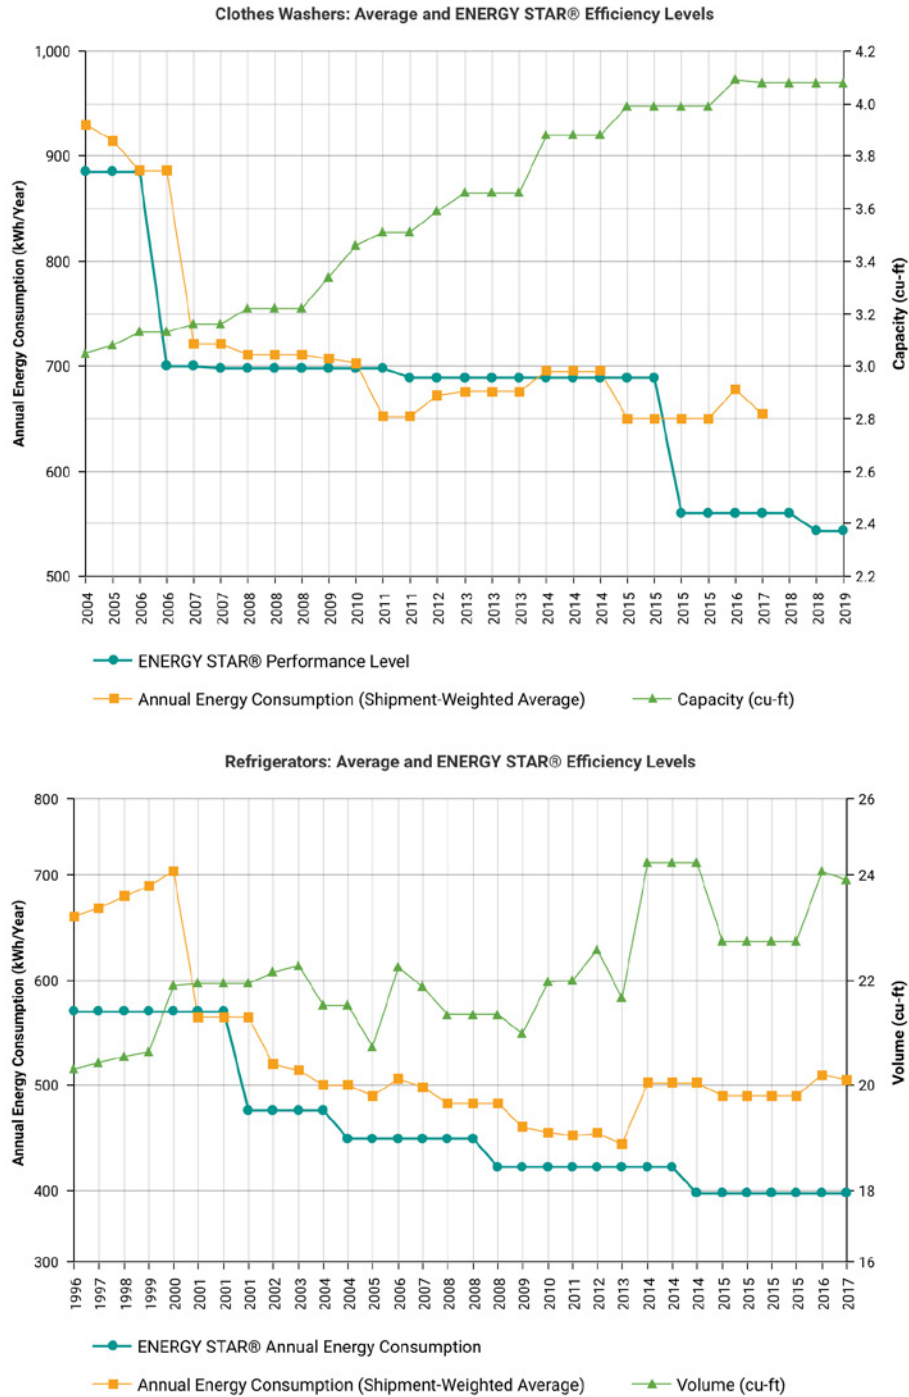 Clothes Washers: Average and ENERGY STAR® Efficiency Levels
1,000
900
800
700
600
500
Annual Energy Consumption (kWh/Year)
4.2
4.0
3.8
3.6
3.4
3.2
3.0
2.8
2.6
2.4
2.2
Capacity (cu-ft)
2004 2005 2006 2006 2007 2007 2008 2008 2008 2009 2010 2011 2011 2012 2013 2013 2013 2014 2014 2014 2015 2015 2015 2015 2016 2017 2018 2018 2019
ENERGY STAR® Performance Level
Annual Energy Consumption (Shipment-Weighted Average) Capacity (cu-ft)
Refrigerators: Average and ENERGY STAR® Efficiency Levels
800
700
600
500
400
300
Annual Energy Consumption (kWh/Year)
26
24
22
20
18
16
Volume (cu-ft)
1996 1997 1998 1999 2000 2001 2001 2001 2002 2003 2004 2004 2005 2006 2007 2008 2008 2008 2009 2010 2011 2012 2013 2014 2014 2014 2015 2015 2015 2015 2016 2017
ENERGY STAR® Annual Energy Consumption
Annual Energy Consumption (Shipment-Weighted Average) Volume (cu-ft)